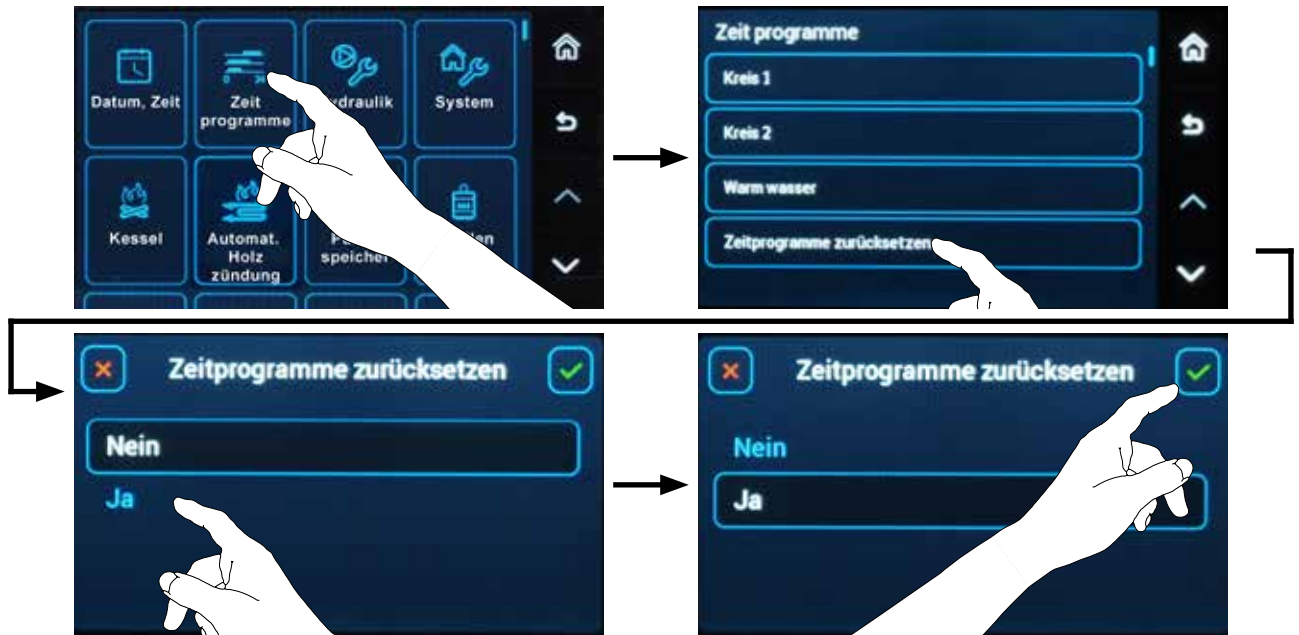 Datum, Zeit
Zeit
programme
draulik
System
Kessel
Automat.
Holz
zündung
speicher
Zeit programme
Kreis 1
Kreis 2
Warm wasser
Zeitprogramme zurücksetzen
Zeitprogramme zurücksetzen
Nein
Ja
Zeitprogramme zurücksetzen
Nein
Ja